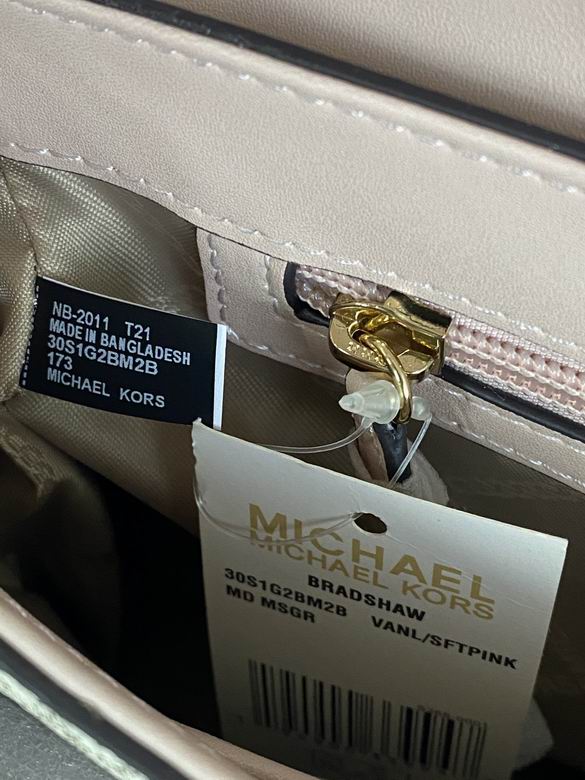 NB-2011 T21
MADE IN BANGLADESH
30S1G2BM2B
173
MICHAEL KORS
MICHAEL
MICHAEL KORS
BRADSHAW
30S1G2BM2B VANL/SFTPINK
MD MSGR